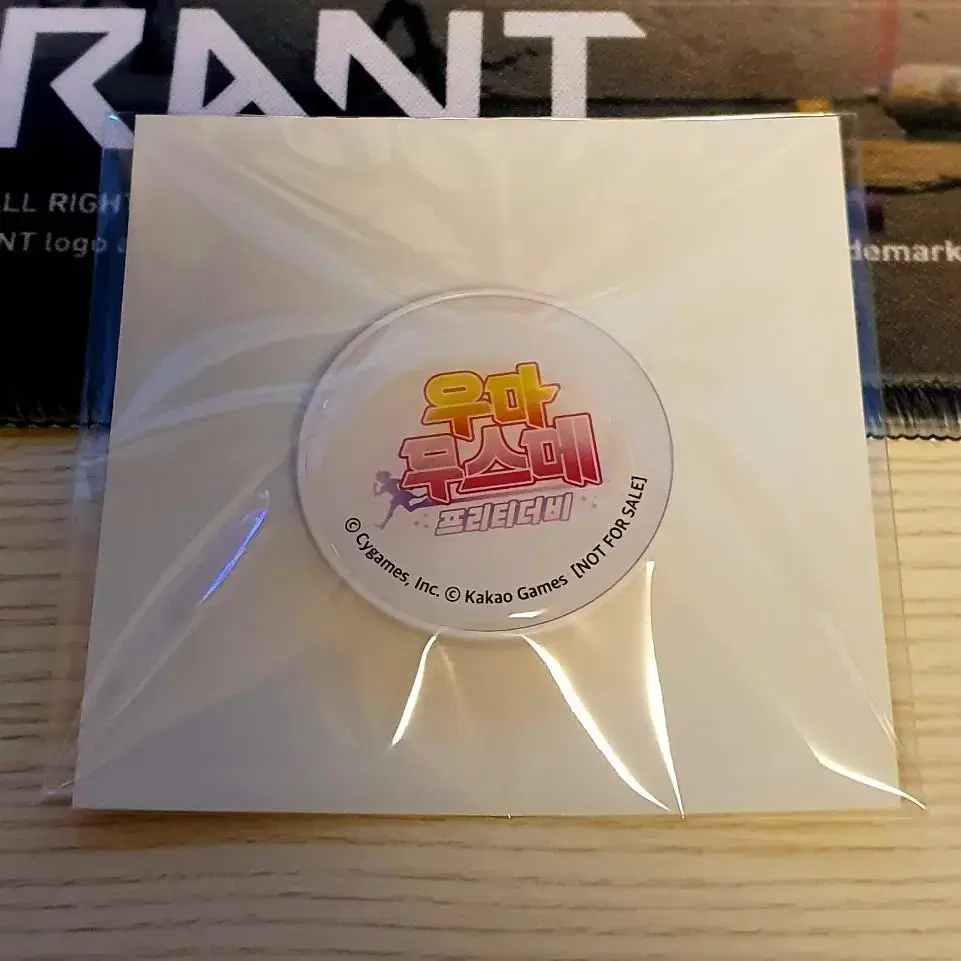 RANT
ALL RIGHT
NT logo
demark
우마
무스메
프리티더비
© Cygames, Inc. © Kakao Games [NOT FOR SALE]